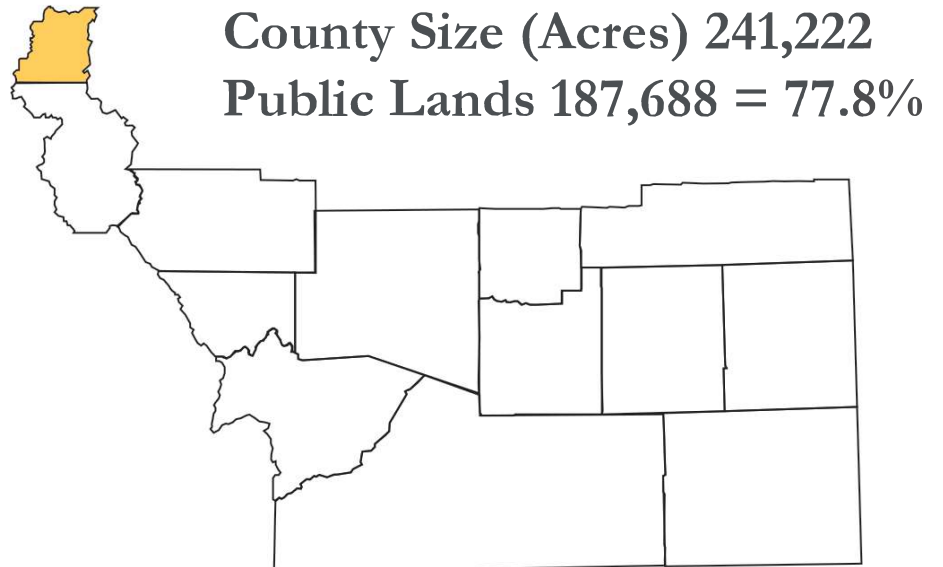 County Size (Acres) 241,222
Public Lands 187,688 = 77.8%